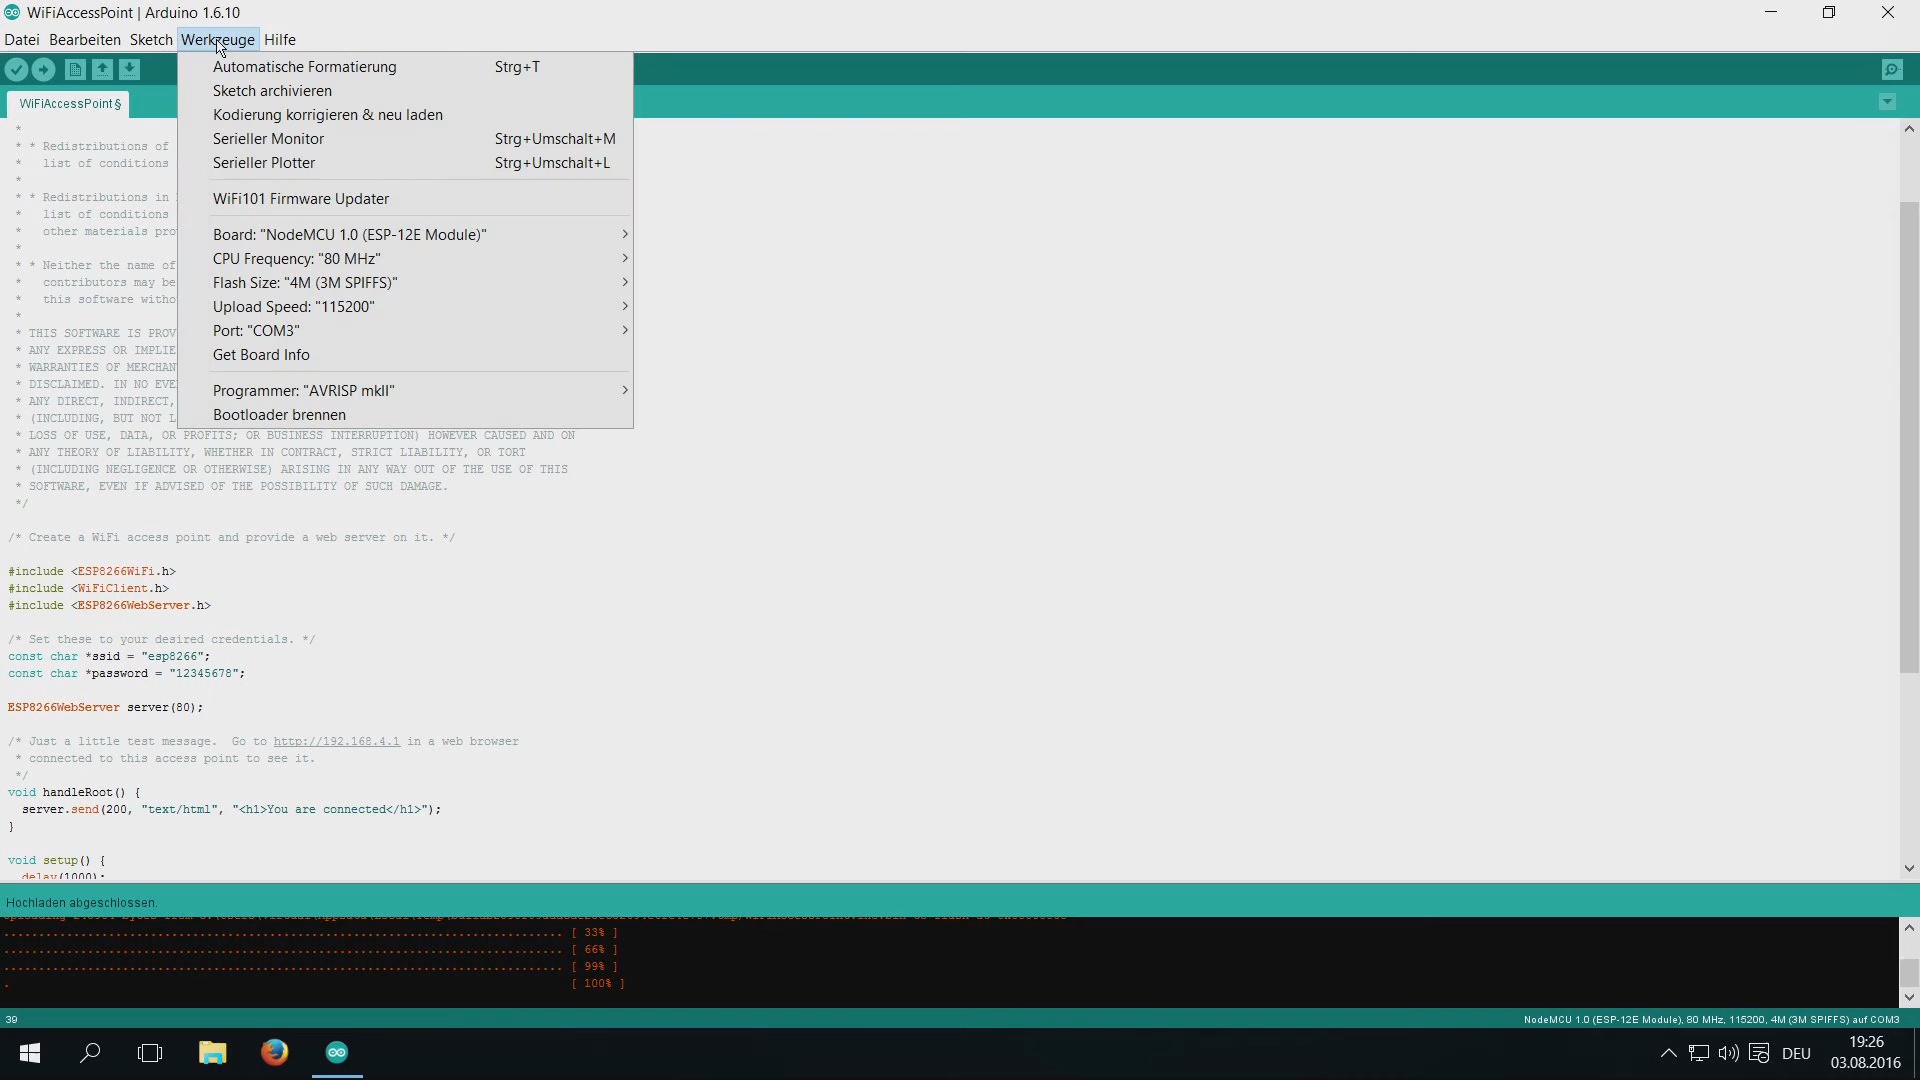 WiFiAccessPoint | Arduino 1.6.10
Datei Bearbeiten Sketch Werkzeuge Hilfe
Automatische Formatierung Strg+T
Sketch archivieren
WiFiAccessPoint§
Kodierung korrigieren & neu laden
*
Serieller Monitor Strg+Umschalt+M
* * Redistributions of
Serieller Plotter Strg+Umschalt+L
* list of conditions
*
WiFi101 Firmware Updater
* * Redistributions in
* list of conditions
* other materials pro
Board: "NodeMCU 1.0 (ESP-12E Module)"
*
CPU Frequency: "80 MHz"
* * Neither the name of
Flash Size: "4M (3M SPIFFS)"
* contributors may be
* this software witho
Upload Speed: "115200"
*
Port: "COM3"
* THIS SOFTWARE IS PROV
* ANY EXPRESS OR IMPLIE
Get Board Info
* WARRANTIES OF MERCHAN
* DISCLAIMED. IN NO EVE
Programmer: "AVRISP mkII"
* ANY DIRECT, INDIRECT,
Bootloader brennen
* (INCLUDING, BUT NOT L
* LOSS OF USE, DATA, OR PROFITS; OR BUSINESS INTERRUPTION) HOWEVER CAUSED AND ON
* ANY THEORY OF LIABILITY, WHETHER IN CONTRACT, STRICT LIABILITY, OR TORT
* (INCLUDING NEGLIGENCE OR OTHERWISE) ARISING IN ANY WAY OUT OF THE USE OF THIS
* SOFTWARE, EVEN IF ADVISED OF THE POSSIBILITY OF SUCH DAMAGE.
*/
/* Create a WiFi access point and provide a web server on it. */
#include <ESP8266WiFi.h>
#include <WiFiClient.h>
#include <ESP8266WebServer.h>
/* Set these to your desired credentials. */
const char *ssid = "esp8266";
const char *password = "12345678";
ESP8266WebServer server(80);
/* Just a little test message.  Go to http://192.168.4.1 in a web browser
* connected to this access point to see it.
*/
void handleRoot() {
server.send(200, "text/html", "<h1>You are connected</h1>");
}
void setup() {
delay(1000);
Hochladen abgeschlossen.
................................................................................ [ 33% ]
................................................................................ [ 66% ]
................................................................................ [ 99% ]
. [ 100% ]
39
NodeMCU 1.0 (ESP-12E Module), 80 MHz, 115200, 4M (3M SPIFFS) auf COM3
DEU
19:26
03.08.2016